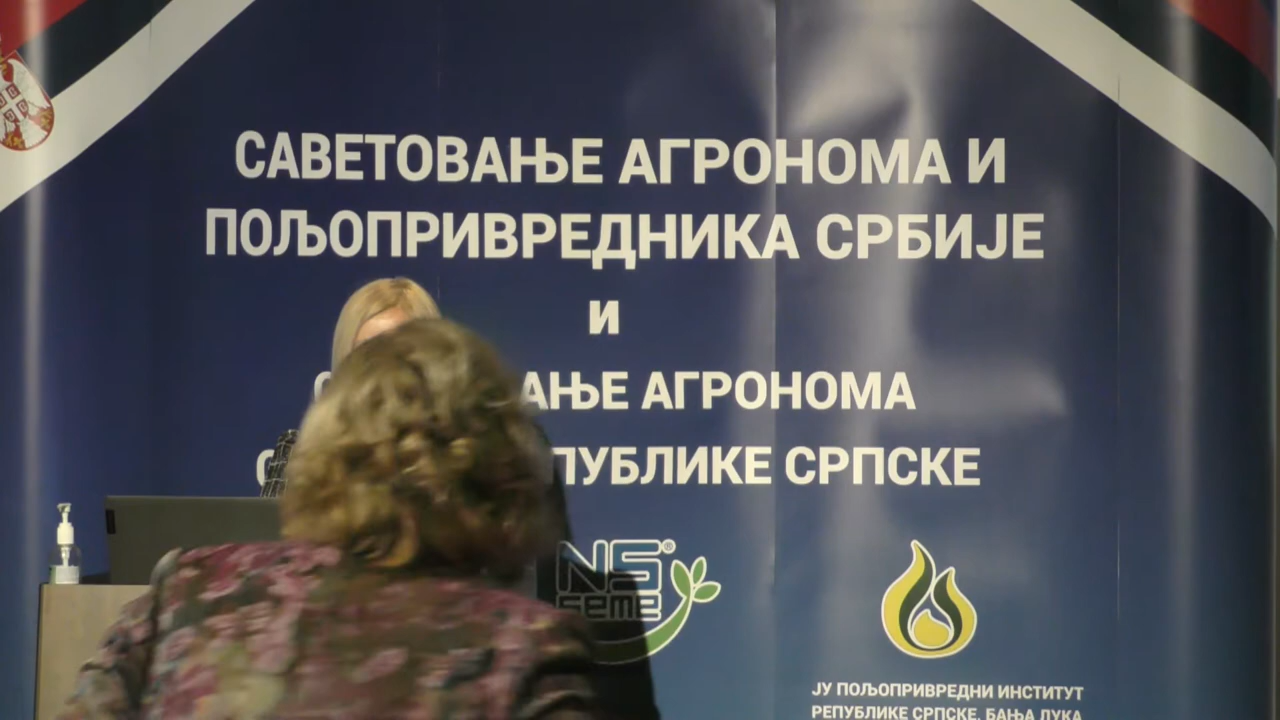 САВЕТОВАЊЕ АГРОНОМА И
ПОЉОПРИВРЕДНИКА СРБИЈЕ
и
АЊЕ АГРОНОМА
ПУБЛИКЕ СРПСКЕ
NS®
seme
ЈУ ПОЉОПРИВРЕДНИ ИНСТИТУТ
РЕПУБЛИКЕ СРПСКЕ, БАЊА ЛУКА